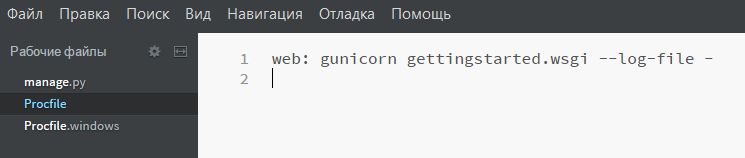 Файл Правка Поиск Вид Навигация Отладка Помощь
Рабочие файлы
manage.py
Procfile
Procfile.windows
1 web: gunicorn gettingstarted.wsgi --log-file -
2